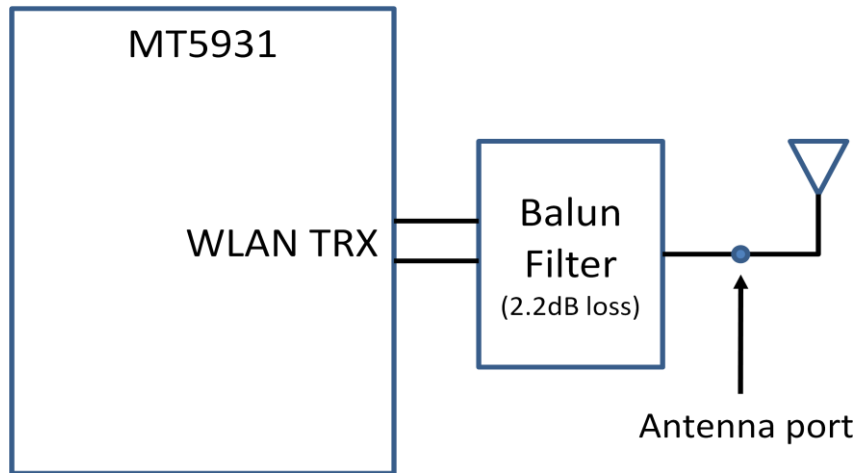 MT5931
WLAN TRX
Balun
Filter
(2.2dB loss)
Antenna port